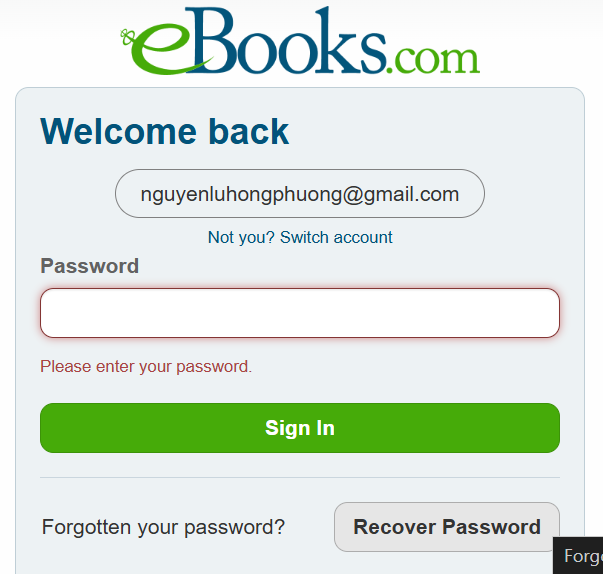 eBooks.com
Welcome back
nguyenluhongphuong@gmail.com
Not you? Switch account
Password
Please enter your password.
Sign In
Forgotten your password?
Recover Password
Forg